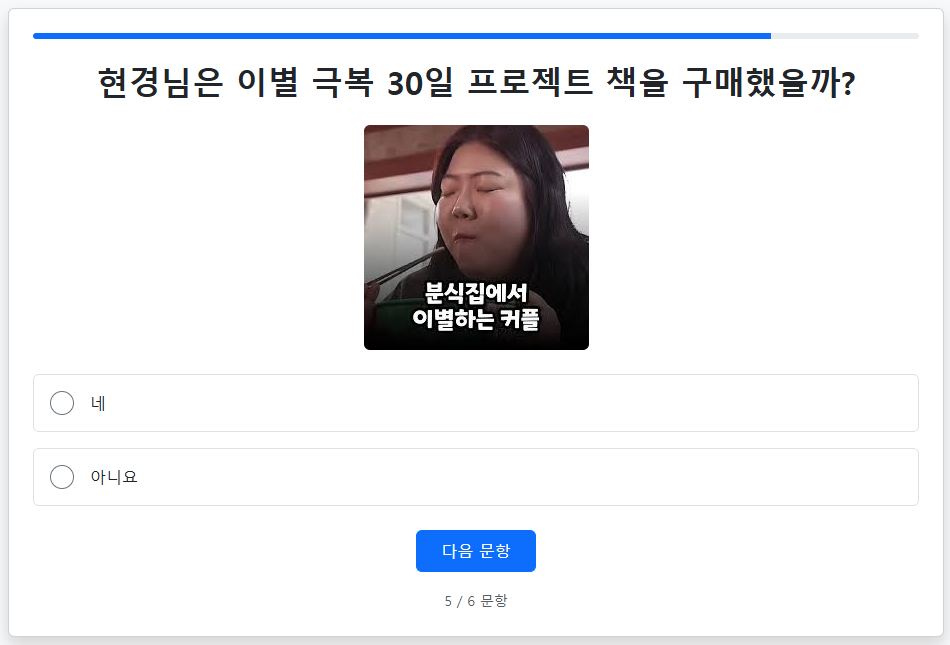 현경님은 이별 극복 30일 프로젝트 책을 구매했을까?
분식집에서
이별하는 커플
네
아니요
다음 문항
5 / 6 문항